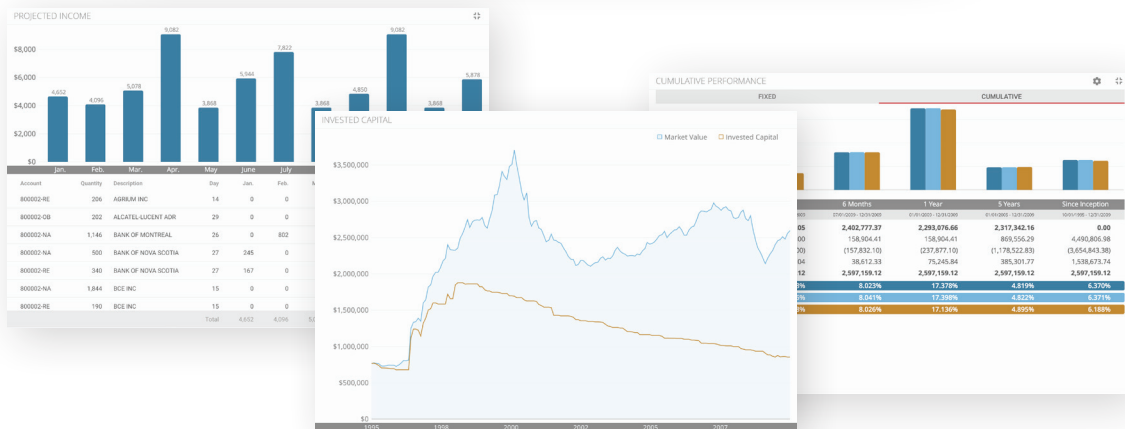 PROJECTED INCOME
9,082 9,082
$8,000 7,822
$6,000 5,944 5,878
4,652 4,096 5,078 3,868 3,868 4,850 3,868
$4,000
$2,000
$0
Jan. Feb. Mar. Apr. May June July
Account Quantity Description Day Jan. Feb.
800002-RE 206 AGRIUM INC 14 0 0
800002-OB 202 ALCATEL-LUCENT ADR 29 0 0
800002-NA 1,146 BANK OF MONTREAL 26 0 802
800002-NA 500 BANK OF NOVA SCOTIA 27 245 0
800002-RE 340 BANK OF NOVA SCOTIA 27 167 0
800002-NA 1,844 BCE INC 15 0 0
800002-RE 190 BCE INC 15 0 0
Total 4,652 4,096
INVESTED CAPITAL
Market Value Invested Capital
$3,500,000
$3,000,000
$2,500,000
$2,000,000
$1,500,000
$1,000,000
$500,000
$0
1995 1998 2000 2002 2005 2007
CUMULATIVE PERFORMANCE
FIXED CUMULATIVE
6 Months 1 Year 5 Years Since Inception
2,402,777.37 2,293,076.66 2,317,342.16 0.00
158,904.41 158,904.41 869,556.29 4,490,806.98
(157,832.10) (237,877.10) (1,178,522.83) (3,654,843.38)
38,612.33 75,245.84 385,301.77 1,538,673.74
2,597,159.12 2,597,159.12 2,597,159.12 2,597,159.12
8.023% 17.378% 4.819% 6.370%
8.041% 17.398% 4.822% 6.371%
8.026% 17.136% 4.895% 6.188%